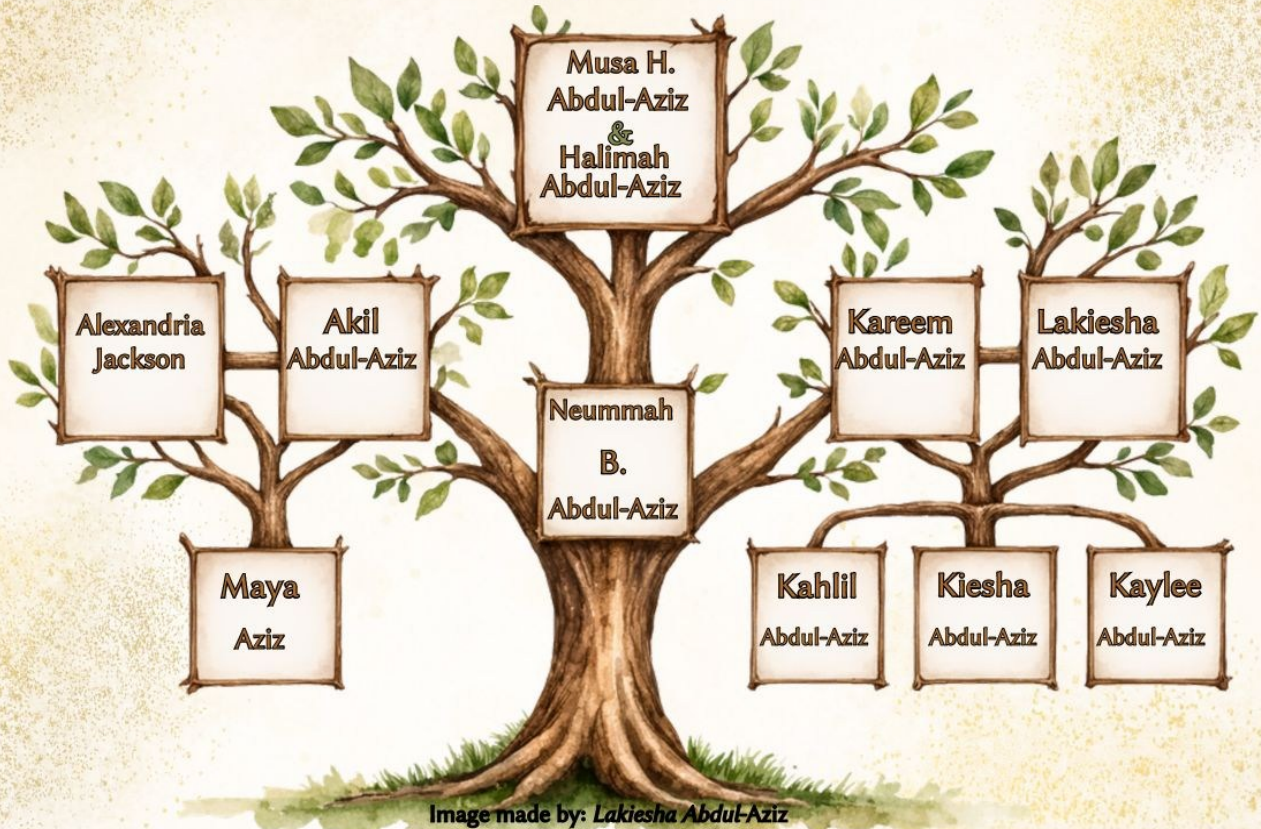 Musa H.
Abdul-Aziz
&
Halimah
Abdul-Aziz
Alexandria
Jackson
Akil
Abdul-Aziz
Kareem
Abdul-Aziz
Lakiesha
Abdul-Aziz
Neummah
B.
Abdul-Aziz
Maya
Aziz
Kahlil
Abdul-Aziz
Kiesha
Abdul-Aziz
Kaylee
Abdul-Aziz
Image made by: Lakiesha Abdul-Aziz